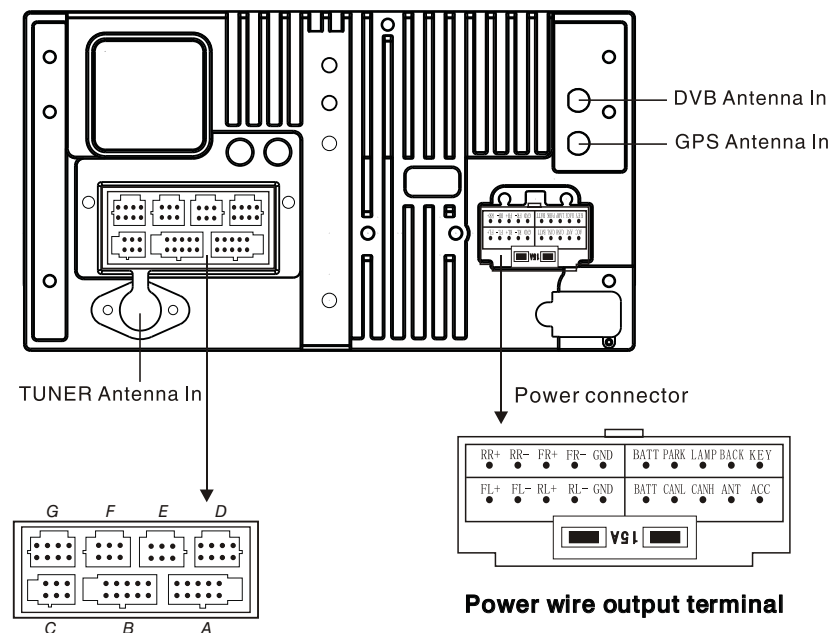 DVB Antenna In
GPS Antenna In
TUNER Antenna In
Power connector
RR+ RR- FR+ FR- GND BATT PARK LAMP BACK KEY
FL+ FL- RL+ RL- GND BATT CANL CANH ANT ACC
15A
G F E D
C B A
Power wire output terminal